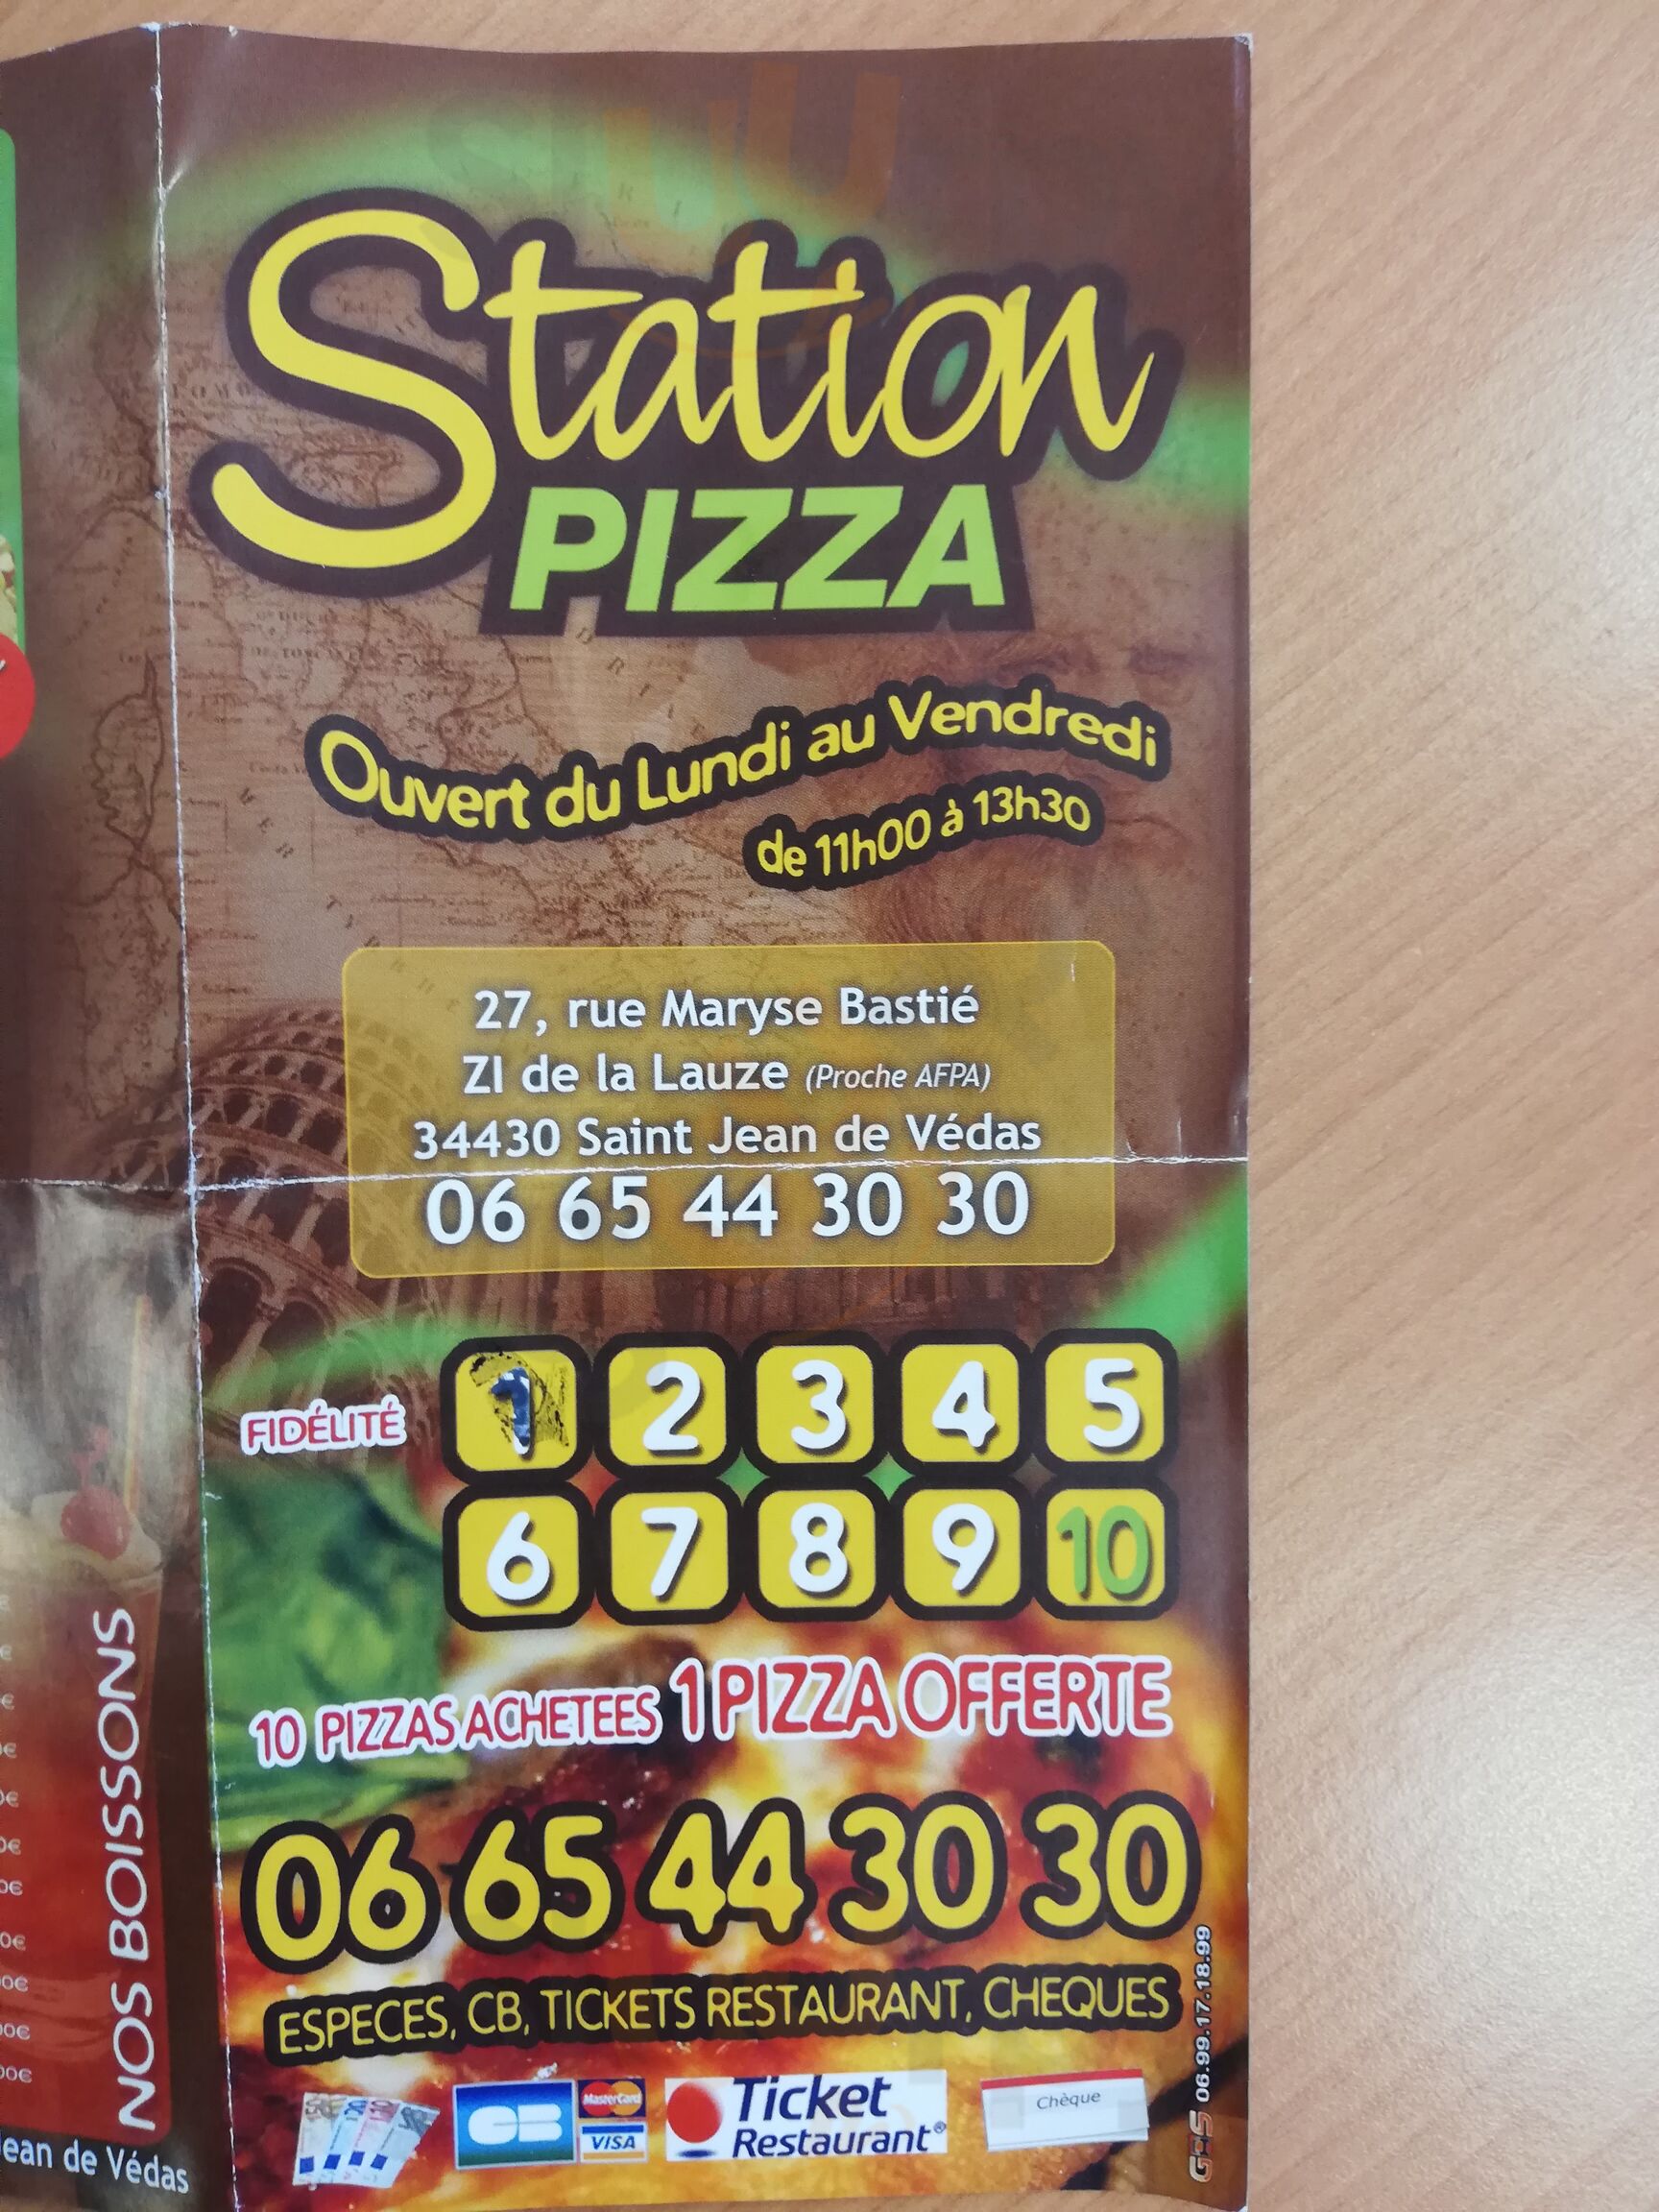 Station
PIZZA
Ouvert du Lundi au Vendredi
de 11h00 à 13h30
27, rue Maryse Bastié
ZI de la Lauze (Proche AFPA)
34430 Saint Jean de Védas
06 65 44 30 30
FIDÉLITÉ
1 2 3 4 5
6 7 8 9 10
10 PIZZAS ACHETEES 1 PIZZA OFFERTE
06 65 44 30 30
ESPECES, CB, TICKETS RESTAURANT, CHEQUES
CB
MasterCard
VISA
Ticket
Restaurant®
Chèque
06.99.17.18.99
NOS BOISSONS
ean de Védas